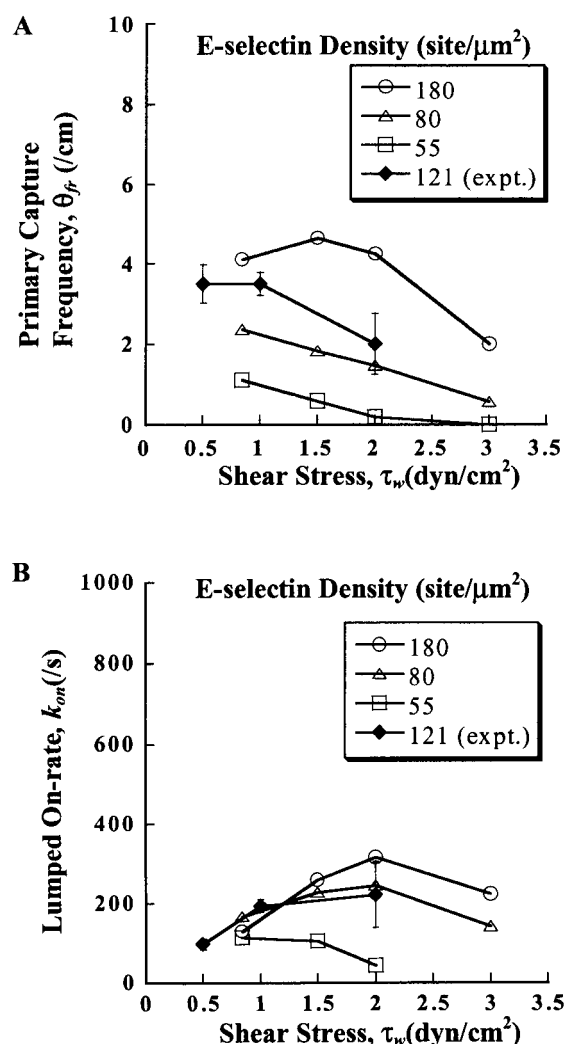 A
E-selectin Density (site/μm²)
180
80
55
121 (expt.)
10
8
6
4
2
0
Primary Capture
Frequency, θfr (/cm)
0 0.5 1 1.5 2 2.5 3 3.5
Shear Stress, τw(dyn/cm²)
B
E-selectin Density (site/μm²)
180
80
55
121 (expt.)
1000
800
600
400
200
0
Lumped On-rate, kon(/s)
0 0.5 1 1.5 2 2.5 3 3.5
Shear Stress, τw(dyn/cm²)